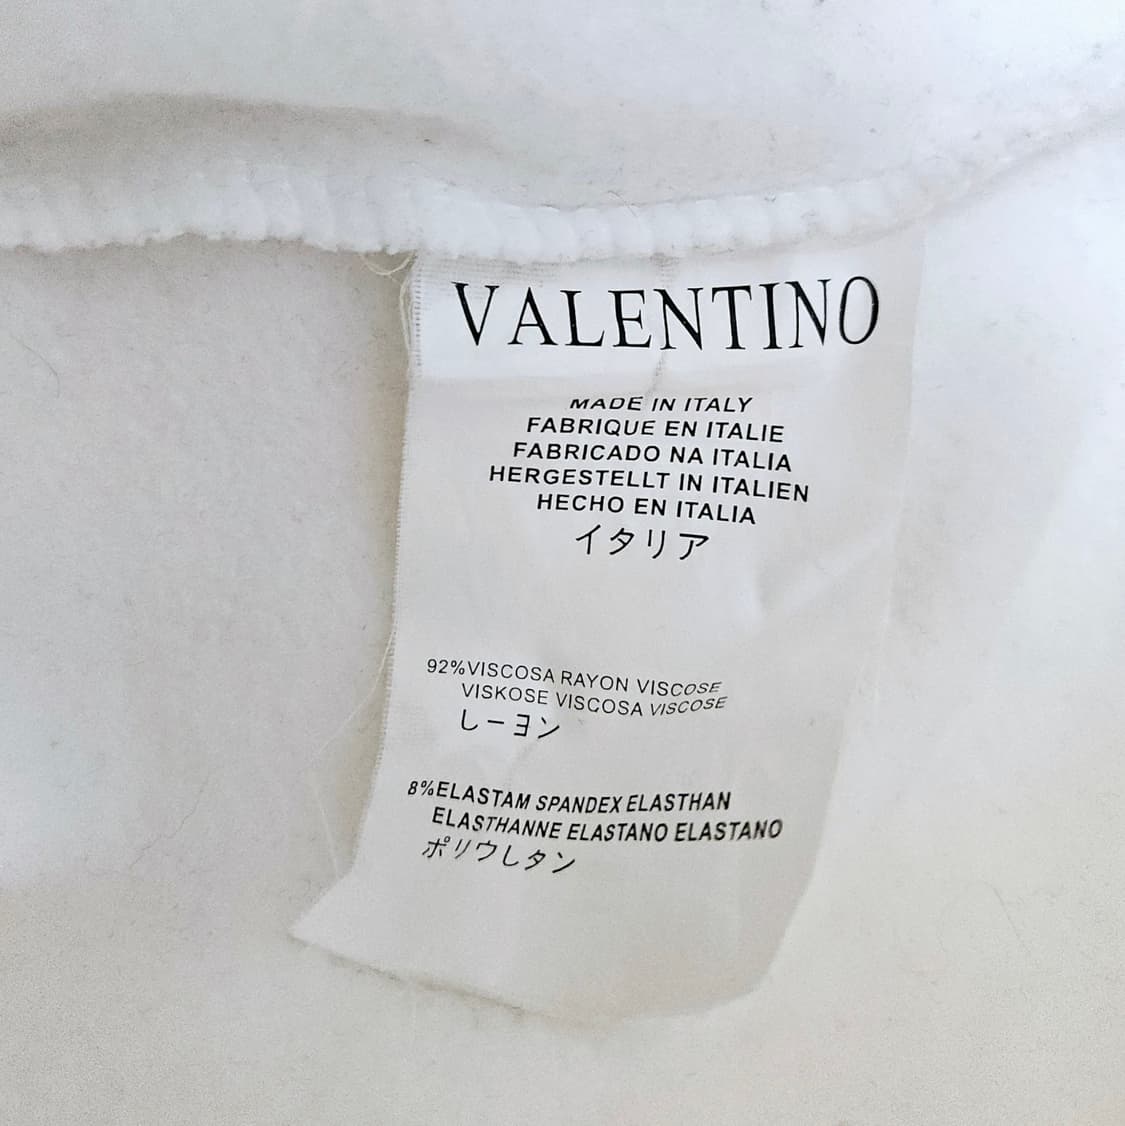 VALENTINO
MADE IN ITALY
FABRIQUE EN ITALIE
FABRICADO NA ITALIA
HERGESTELLT IN ITALIEN
HECHO EN ITALIA
イタリア
92%VISCOSA RAYON VISCOSE
VISKOSE VISCOSA VISCOSE
しーヨン
8%ELASTAM SPANDEX ELASTHAN
ELASTHANNE ELASTANO ELASTANO
ポリウしタン